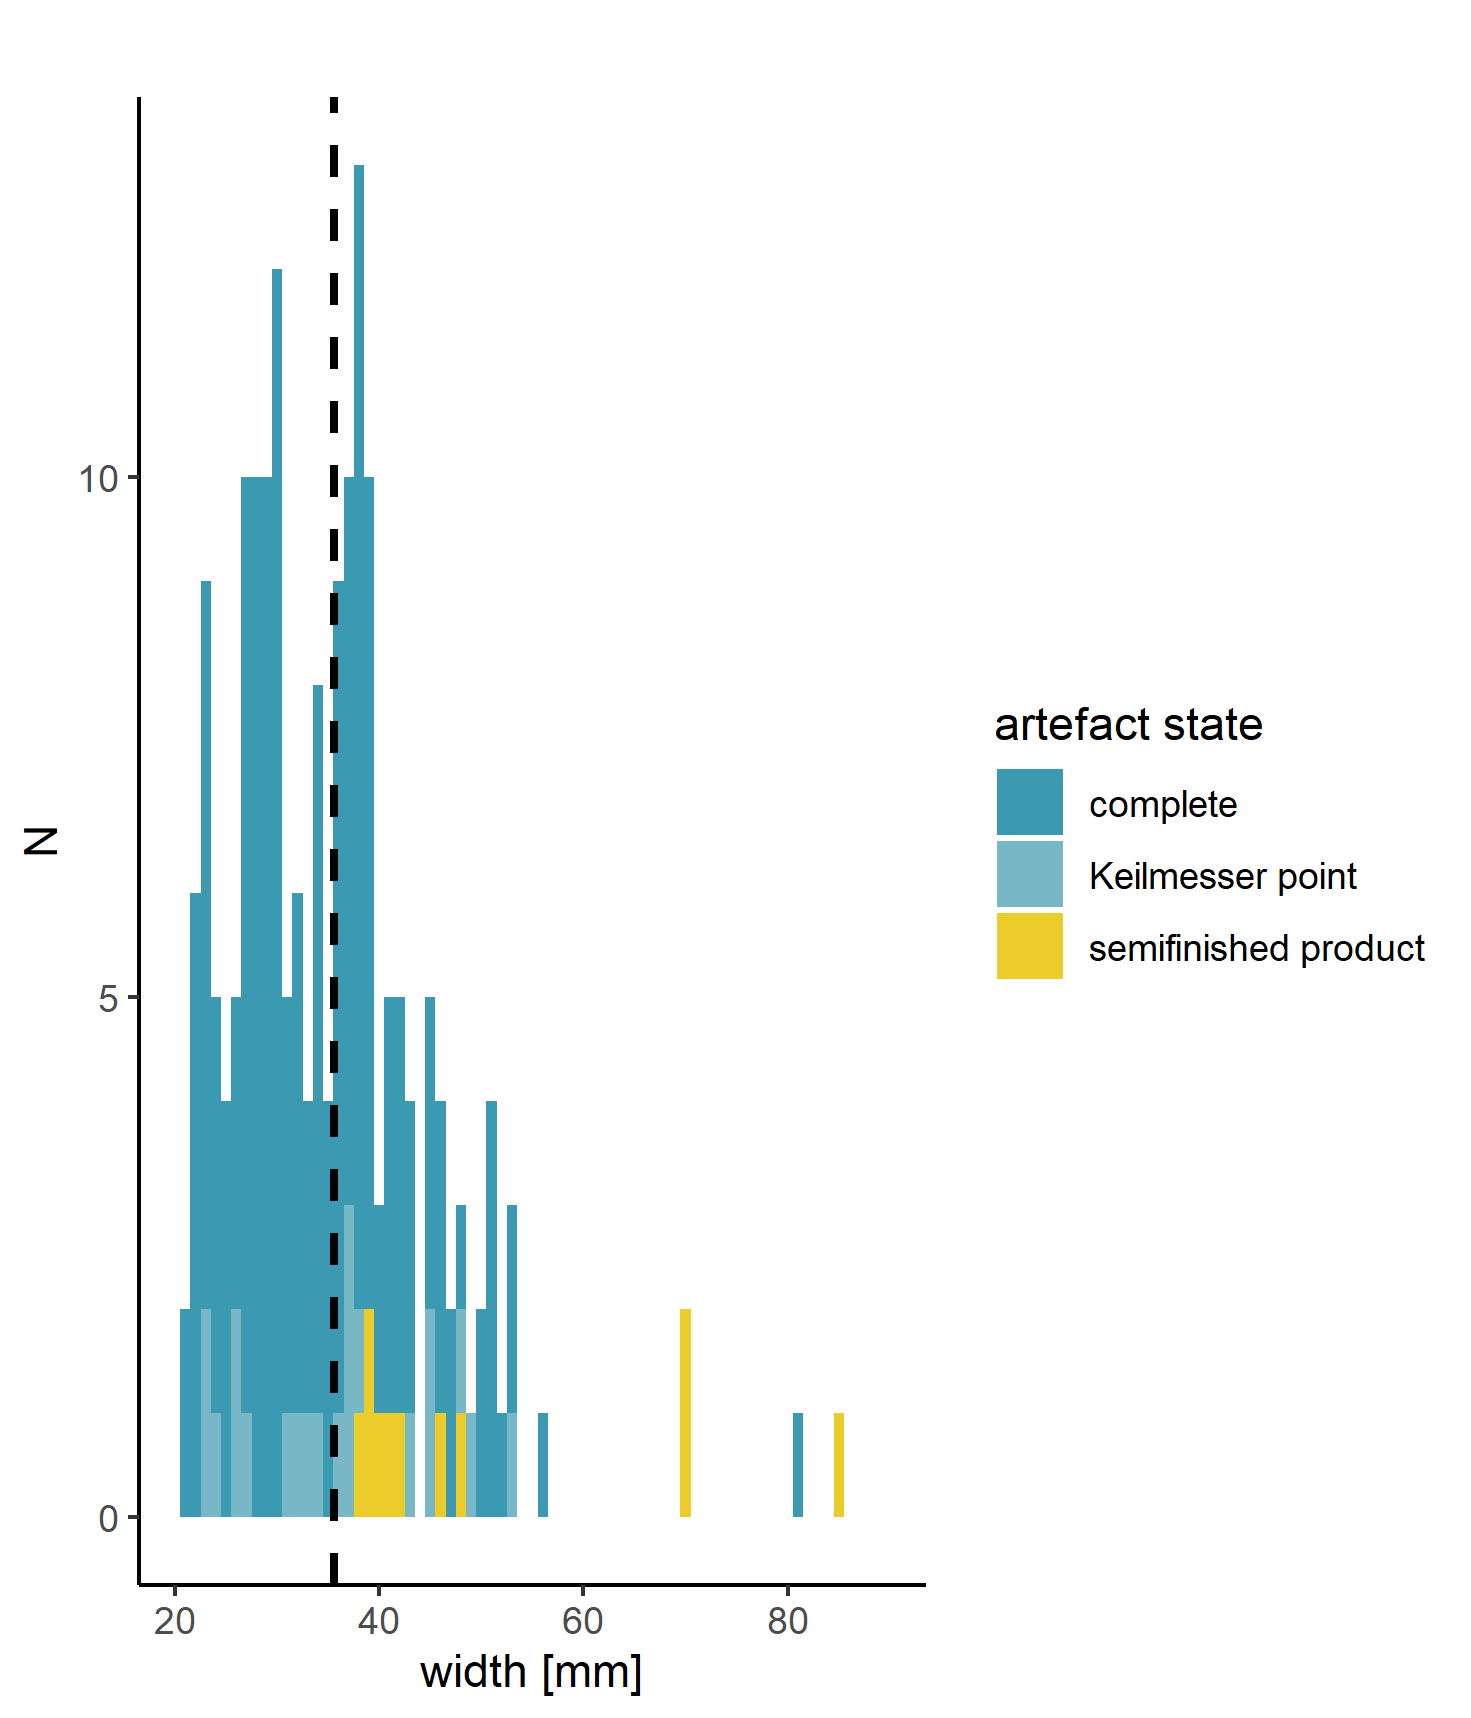 10
5
0
N
20 40 60 80
width [mm]
artefact state
complete
Keilmesser point
semifinished product